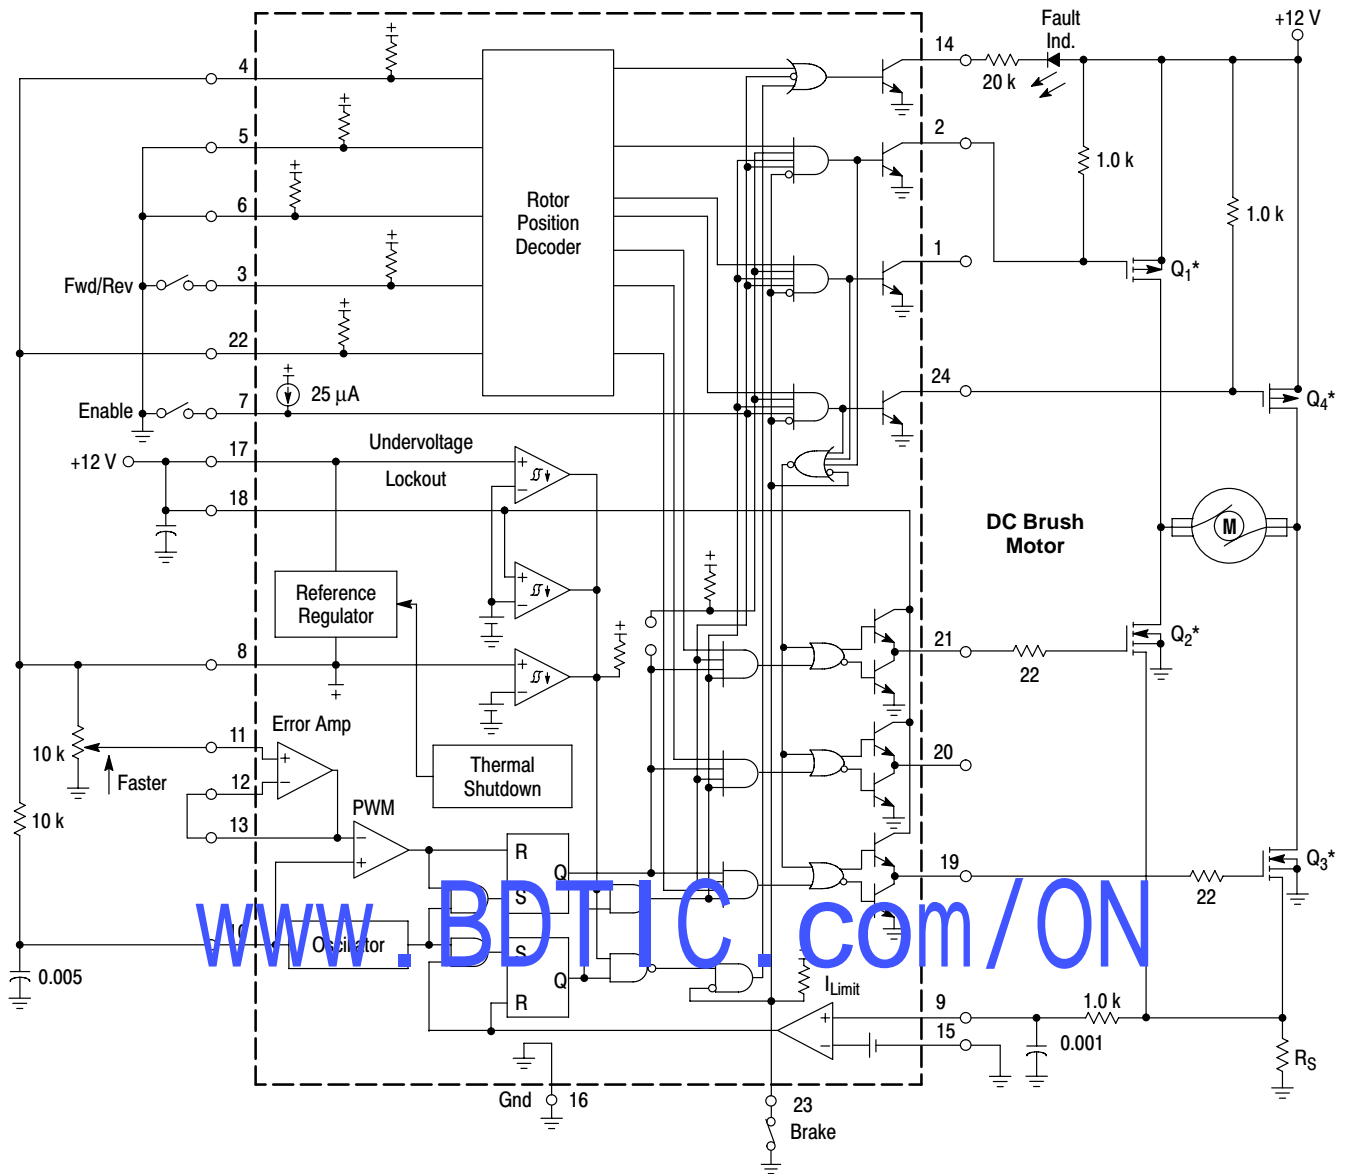 Fault
Ind.
+12 V
4
14
20 k
5
2
1.0 k
6
Rotor
Position
Decoder
1.0 k
Fwd/Rev
3
1
Q1*
22
25 μA
24
Enable
7
Q4*
+12 V
17
Undervoltage
Lockout
18
DC Brush
Motor
M
Reference
Regulator
8
21
22
Q2*
Error Amp
11
10 k
Faster
12
Thermal
Shutdown
20
13
PWM
10 k
R
Q
S
19
22
Q3*
www.BDTIC.com/ON
10
Oscillator
S
Q
R
0.005
ILimit
9
1.0 k
15
0.001
RS
Gnd
16
23
Brake